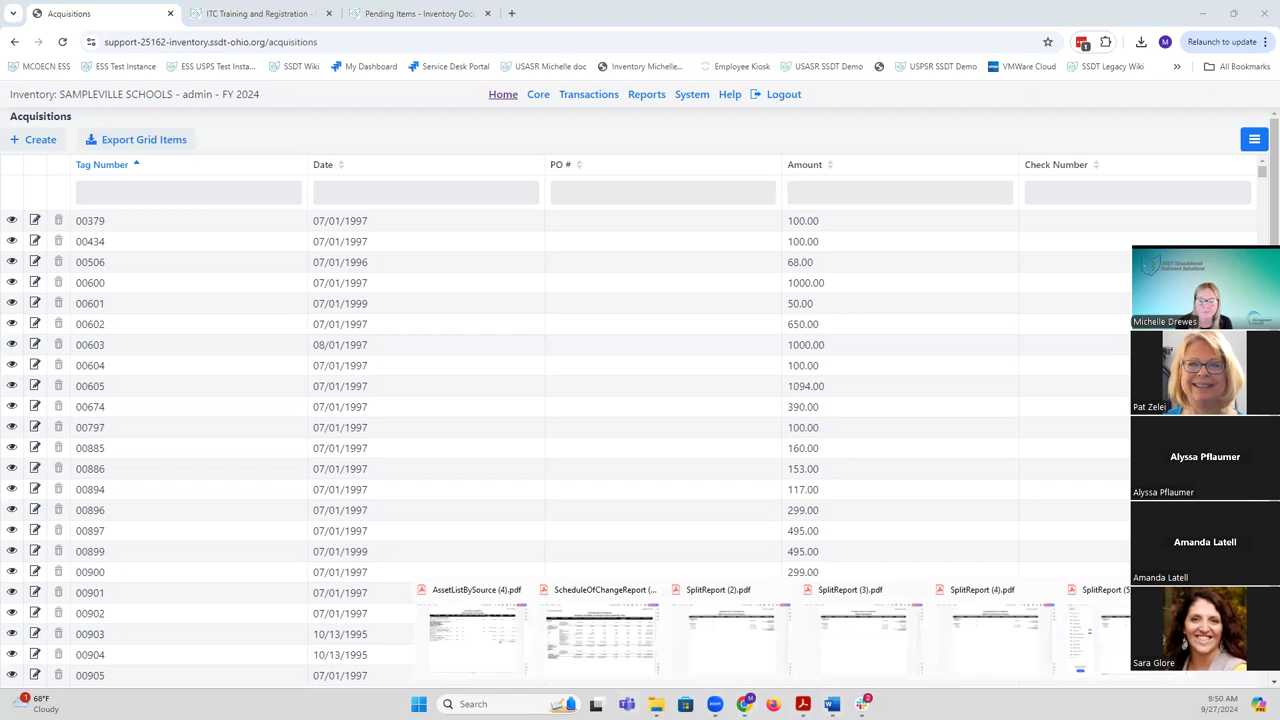 Acquisitions
ITC Training and Registration -
Pending Items - Inventory Docu
support-25162-inventory.ssdt-ohio.org/acquisitions
1
M
Relaunch to update
MCOECN ESS
ESS Test Instance
ESS USPS Test Insta...
SSDT Wiki
My Dashboard
Service Desk Portal
USASR Michelle doc
Inventory Michelle...
Employee Kiosk
USASR SSDT Demo
USPSR SSDT Demo
VMWare Cloud
SSDT Legacy Wiki
All Bookmarks
Inventory: SAMPLEVILLE SCHOOLS - admin - FY 2024
Home Core Transactions Reports System Help Logout
Acquisitions
+ Create Export Grid Items
Tag Number Date PO # Amount Check Number
00379 07/01/1997 100.00
00434 07/01/1997 100.00
00506 07/01/1996 68.00
00600 07/01/1997 1000.00
00601 07/01/1999 50.00
00602 07/01/1997 650.00
00603 08/01/1997 1000.00
00604 07/01/1997 100.00
00605 07/01/1997 1094.00
00674 07/01/1997 390.00
00797 07/01/1997 100.00
00885 07/01/1997 160.00
00886 07/01/1997 153.00
00894 07/01/1997 117.00
00896 07/01/1997 299.00
00897 07/01/1997 495.00
00899 07/01/1999 495.00
00900 07/01/1997 299.00
00901 07/01/1997
00902 07/01/1997
00903 10/13/1995
00904 10/13/1995
00905 07/01/1997
SSDT Educational
Software Solutions
Michelle Drewes
Pat Zelei
Alyssa Pflaumer
Alyssa Pflaumer
Amanda Latell
Amanda Latell
Sara Glore
AssetListBySource (4).pdf
ScheduleOfChangeReport (...
SplitReport (2).pdf
SplitReport (3).pdf
SplitReport (4).pdf
SplitReport (5
1
68°F
Cloudy
Search
2
9:50 AM
9/27/2024